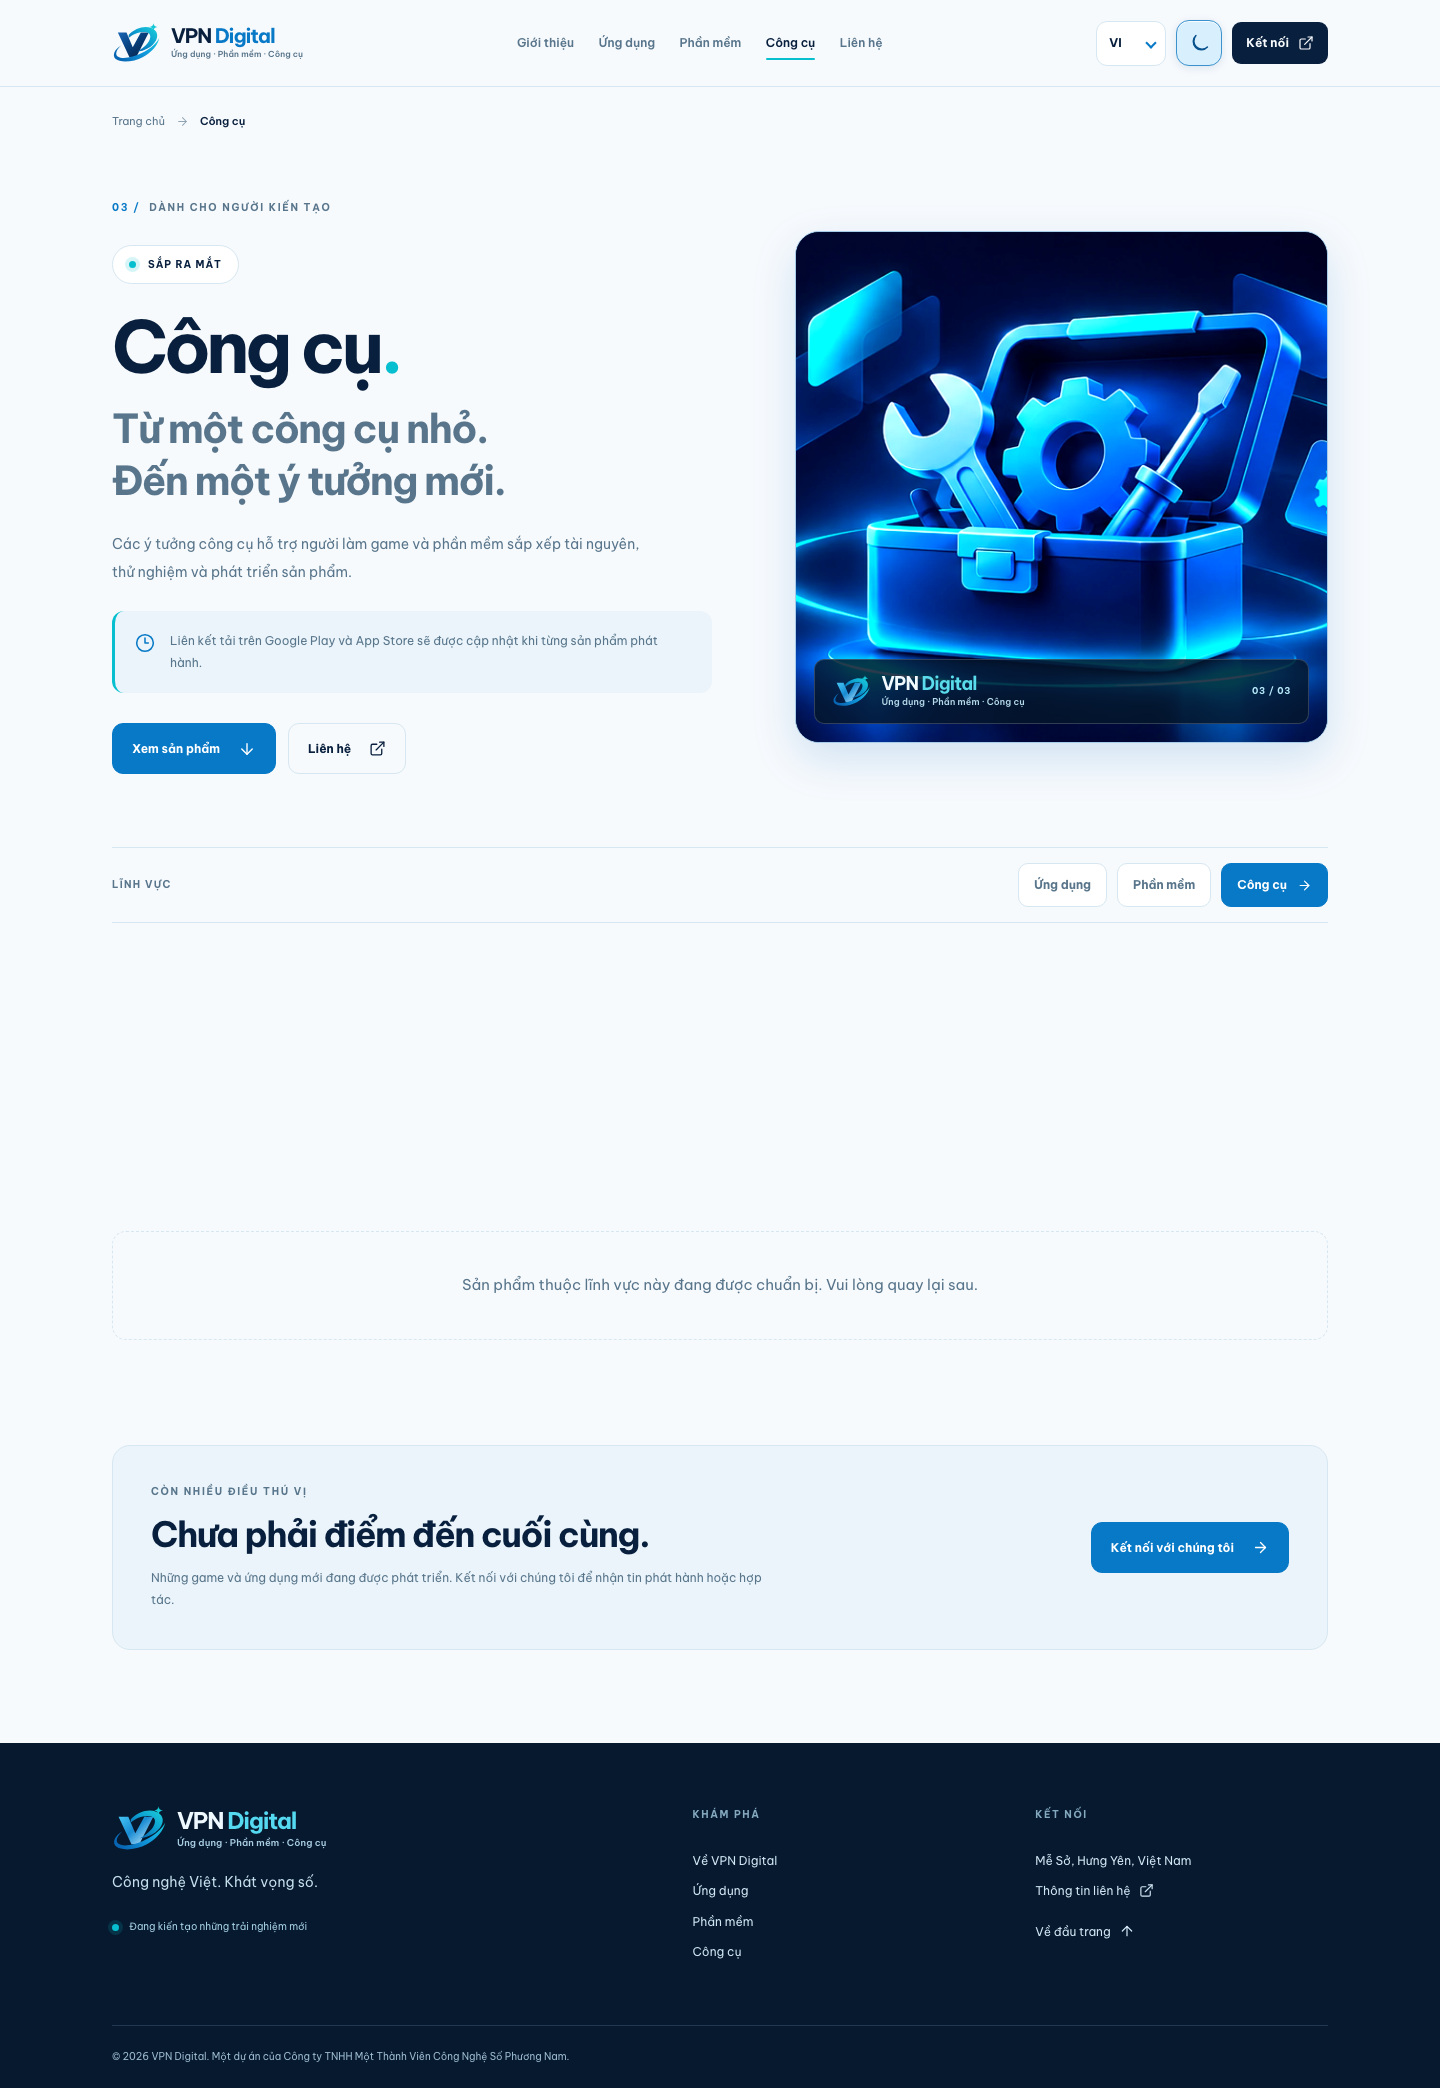 VPN Digital
Ứng dụng · Phần mềm · Công cụ
Giới thiệu
Ứng dụng
Phần mềm
Công cụ
Liên hệ
VI
Kết nối
Trang chủ
Công cụ
03 / DÀNH CHO NGƯỜI KIẾN TẠO
SẮP RA MẮT
Công cụ.
Từ một công cụ nhỏ.
Đến một ý tưởng mới.
Các ý tưởng công cụ hỗ trợ người làm game và phần mềm sắp xếp tài nguyên,
thử nghiệm và phát triển sản phẩm.
Liên kết tải trên Google Play và App Store sẽ được cập nhật khi từng sản phẩm phát
hành.
Xem sản phẩm
Liên hệ
VPN Digital
Ứng dụng · Phần mềm · Công cụ
03 / 03
LĨNH VỰC
Ứng dụng
Phần mềm
Công cụ
Sản phẩm thuộc lĩnh vực này đang được chuẩn bị. Vui lòng quay lại sau.
CÒN NHIỀU ĐIỀU THÚ VỊ
Chưa phải điểm đến cuối cùng.
Những game và ứng dụng mới đang được phát triển. Kết nối với chúng tôi để nhận tin phát hành hoặc hợp
tác.
Kết nối với chúng tôi
VPN Digital
Ứng dụng · Phần mềm · Công cụ
Công nghệ Việt. Khát vọng số.
Đang kiến tạo những trải nghiệm mới
KHÁM PHÁ
Về VPN Digital
Ứng dụng
Phần mềm
Công cụ
KẾT NỐI
Mễ Sở, Hưng Yên, Việt Nam
Thông tin liên hệ
Về đầu trang
© 2026 VPN Digital. Một dự án của Công ty TNHH Một Thành Viên Công Nghệ Số Phương Nam.